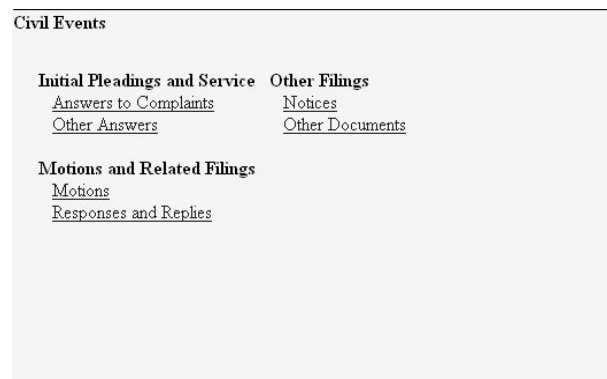 Civil Events
Initial Pleadings and Service
Answers to Complaints
Other Answers
Other Filings
Notices
Other Documents
Motions and Related Filings
Motions
Responses and Replies